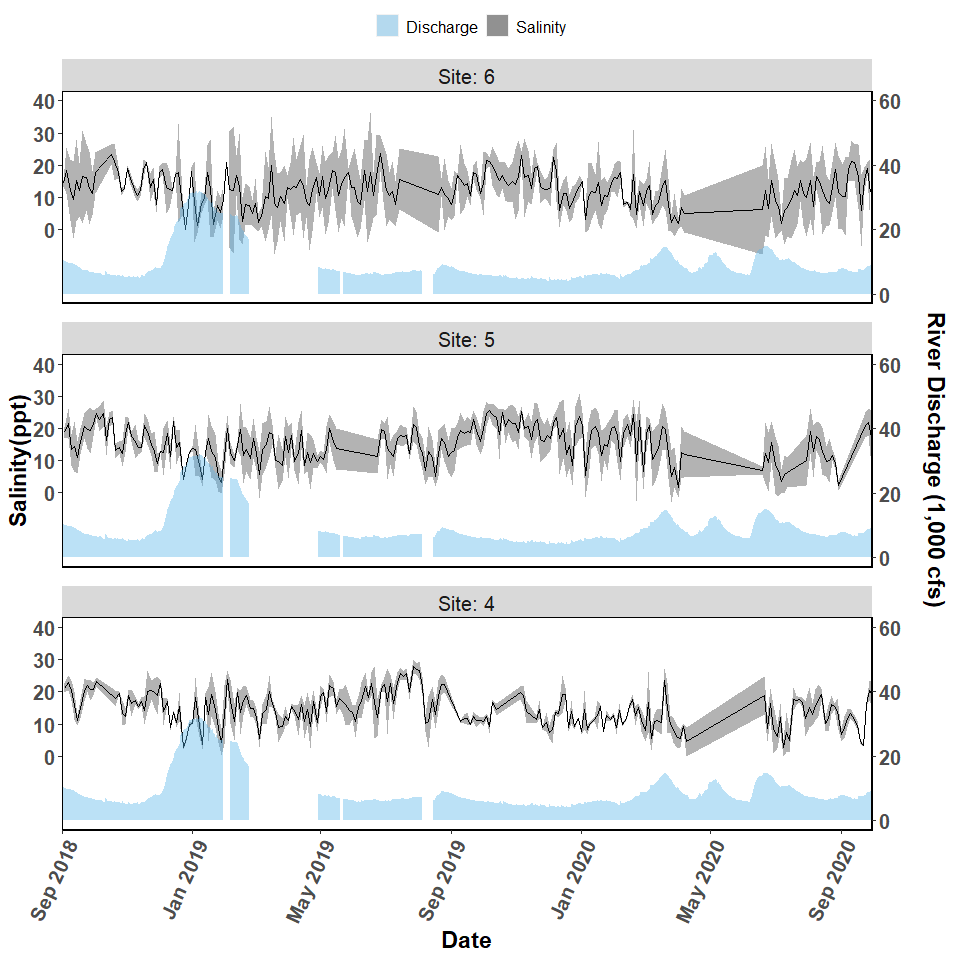 Discharge Salinity
Site: 6
40
30
20
10
0
60
40
20
0
Site: 5
40
30
20
10
0
60
40
20
0
Site: 4
40
30
20
10
0
60
40
20
0
Salinity(ppt)
River Discharge (1,000 cfs)
Sep 2018
Jan 2019
May 2019
Sep 2019
Jan 2020
May 2020
Sep 2020
Date